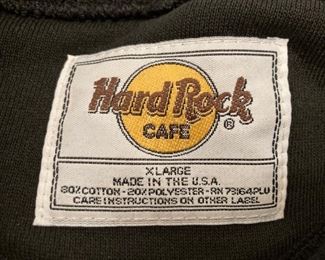 Hard Rock
CAFE
®
XLARGE
MADE IN THE U.S.A.
80% COTTON - 20% POLYESTER - RN 73164PLU
CARE INSTRUCTIONS ON OTHER LABEL